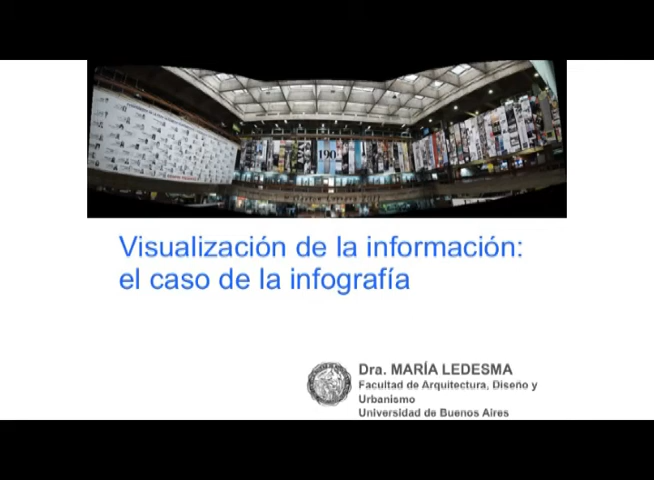 190
Visualización de la información:
el caso de la infografía
Dra. MARÍA LEDESMA
Facultad de Arquitectura, Diseño y
Urbanismo
Universidad de Buenos Aires